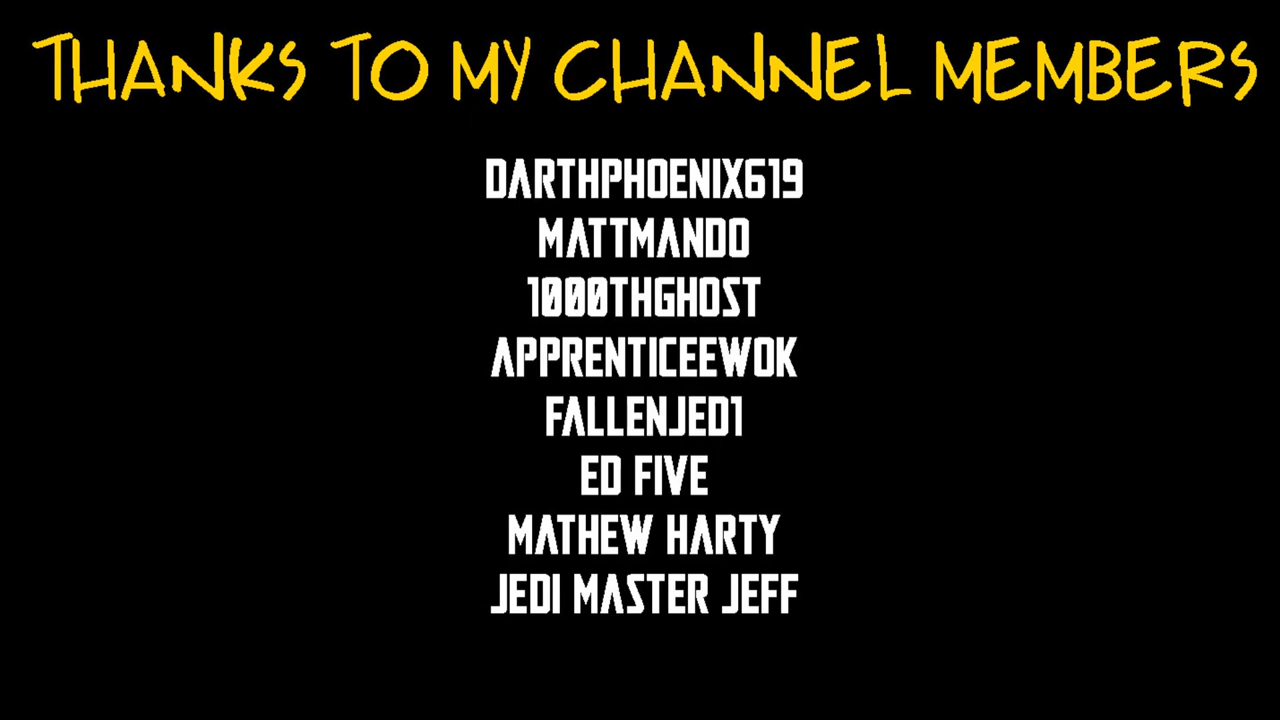 THANKS TO MY CHANNEL MEMBERS
DARTHPHOENIX619
MATTMANDO
1000THGHOST
APPRENTICEEWOK
FALLENJED1
ED FIVE
MATHEW HARTY
JEDI MASTER JEFF